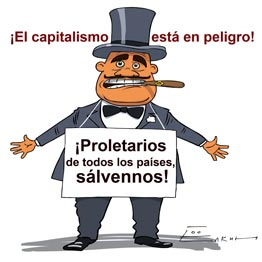 ¡El capitalismo está en peligro!
¡Proletarios
de todos los países,
sálvennos!